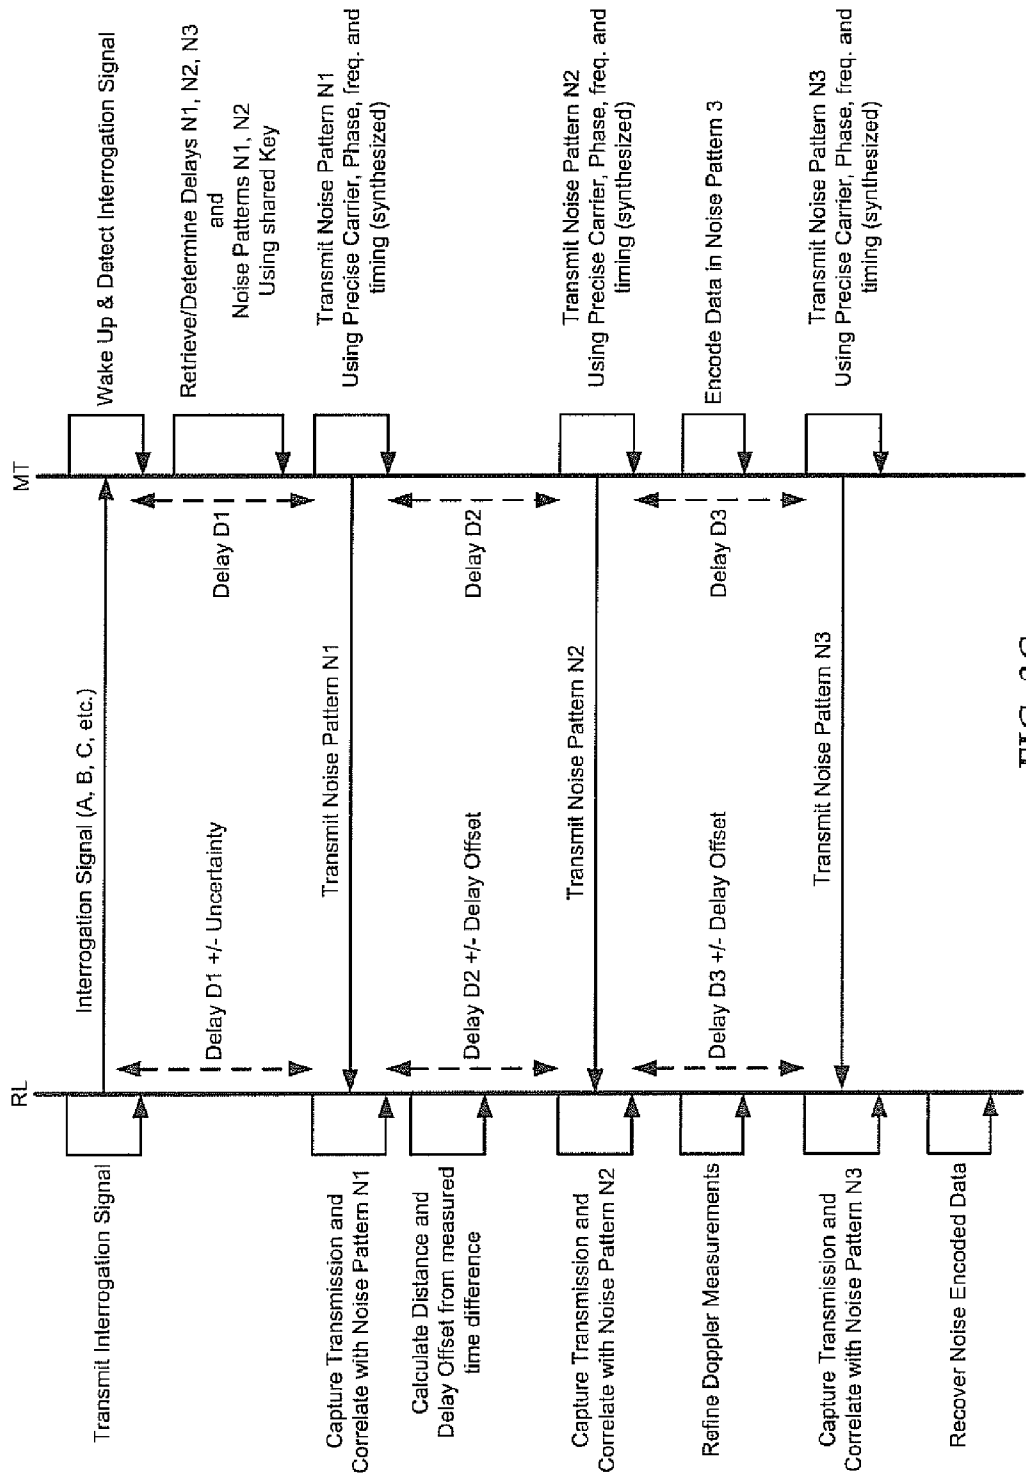 RL
MT
Transmit Interrogation Signal
Interrogation Signal (A, B, C, etc.)
Wake Up & Detect Interrogation Signal
Delay D1 +/- Uncertainty
Delay D1
Retrieve/Determine Delays N1, N2, N3
and
Noise Patterns N1, N2
Using shared Key
Capture Transmission and
Correlate with Noise Pattern N1
Transmit Noise Pattern N1
Transmit Noise Pattern N1
Using Precise Carrier, Phase, freq. and
timing (synthesized)
Calculate Distance and
Delay Offset from measured
time difference
Delay D2 +/- Delay Offset
Delay D2
Capture Transmission and
Correlate with Noise Pattern N2
Transmit Noise Pattern N2
Transmit Noise Pattern N2
Using Precise Carrier, Phase, freq. and
timing (synthesized)
Refine Doppler Measurements
Delay D3 +/- Delay Offset
Delay D3
Encode Data in Noise Pattern 3
Capture Transmission and
Correlate with Noise Pattern N3
Transmit Noise Pattern N3
Transmit Noise Pattern N3
Using Precise Carrier, Phase, freq. and
timing (synthesized)
Recover Noise Encoded Data